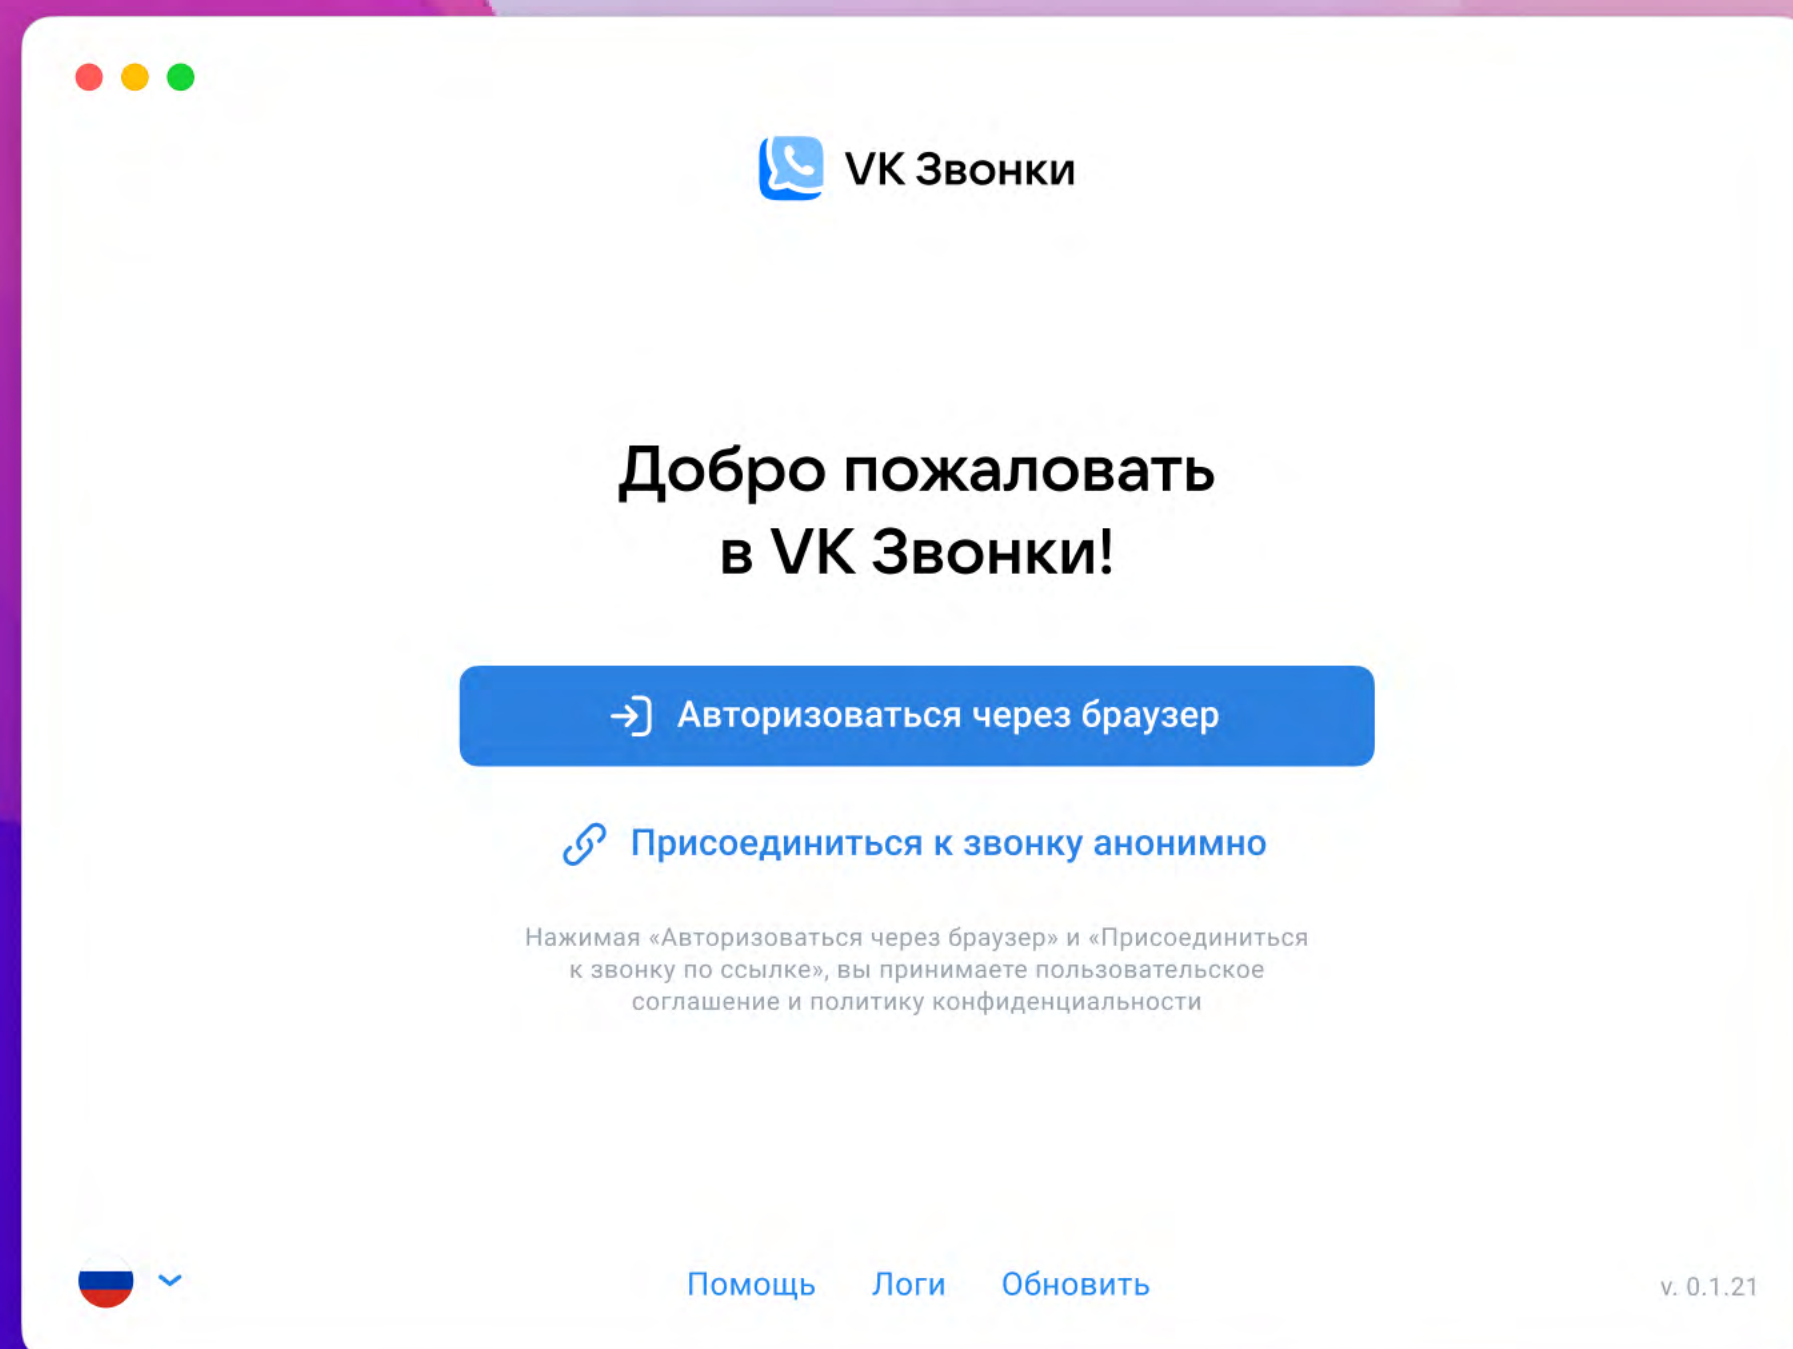 VK Звонки
Добро пожаловать
в VK Звонки!
Авторизоваться через браузер
Присоединиться к звонку анонимно
Нажимая «Авторизоваться через браузер» и «Присоединиться
к звонку по ссылке», вы принимаете пользовательское
соглашение и политику конфиденциальности
Помощь Логи Обновить
v. 0.1.21